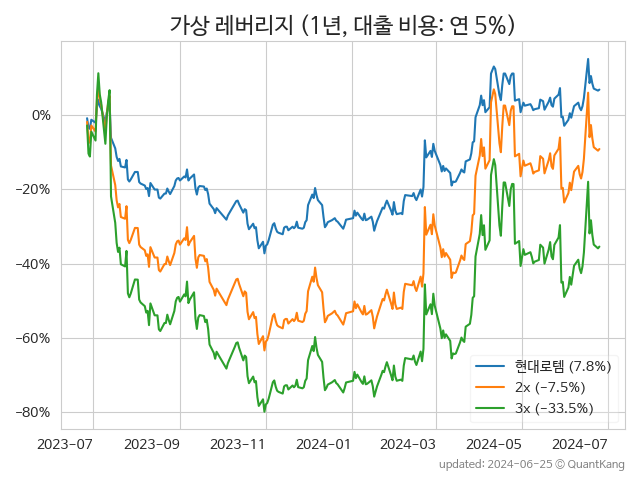 가상 레버리지 (1년, 대출 비용: 연 5%)
0%
−20%
−40%
−60%
−80%
현대로템 (7.8%)
2x (−7.5%)
3x (−33.5%)
2023-07 2023-09 2023-11 2024-01 2024-03 2024-05 2024-07
updated: 2024-06-25 © QuantKang